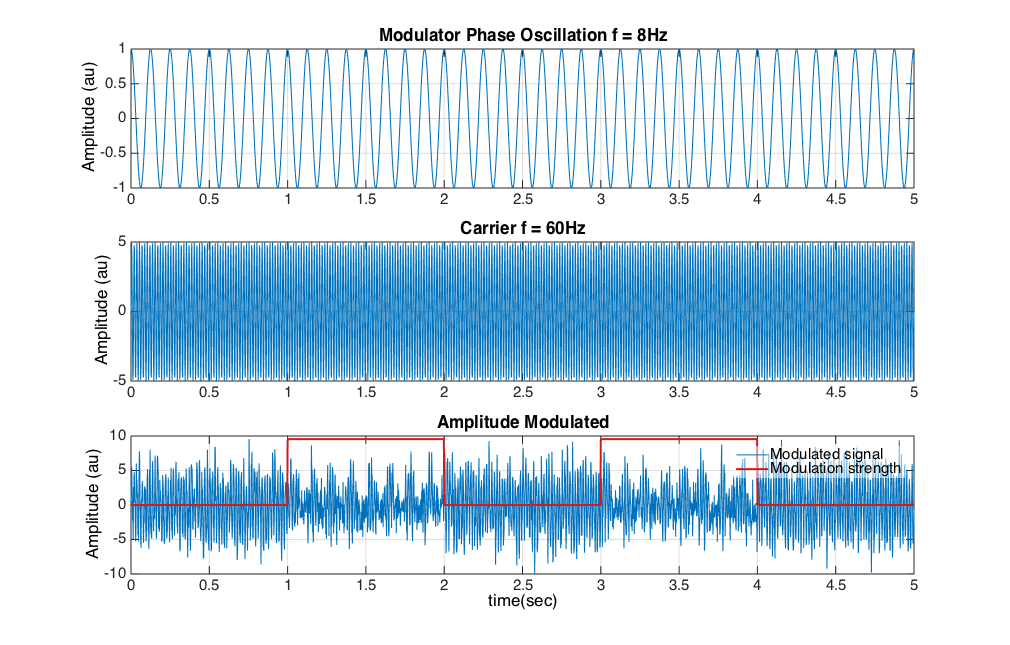 Modulator Phase Oscillation f = 8Hz
1
0.5
0
-0.5
-1
Amplitude (au)
0 0.5 1 1.5 2 2.5 3 3.5 4 4.5 5
Carrier f = 60Hz
5
0
-5
Amplitude (au)
0 0.5 1 1.5 2 2.5 3 3.5 4 4.5 5
Amplitude Modulated
10
5
0
-5
-10
Amplitude (au)
Modulated signal
Modulation strength
0 0.5 1 1.5 2 2.5 3 3.5 4 4.5 5
time(sec)